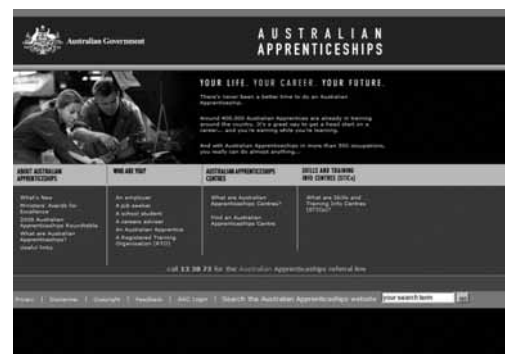 Australian Government
AUSTRALIAN
APPRENTICESHIPS
YOUR LIFE. YOUR CAREER. YOUR FUTURE.
There's never been a better time to do an Australian
Apprenticeship.
Around 400,000 Australian Apprentices are already in training
around the country. It's a great way to get a head start on a
career... and you're earning while you're learning.
And with Australian Apprenticeships in more than 500 occupations,
you really can do almost anything...
ABOUT AUSTRALIAN
APPRENTICESHIPS
WHO ARE YOU?
AUSTRALIAN APPRENTICESHIPS
CENTRES
SKILLS AND TRAINING
INFO CENTRES (STICs)
What's New
Ministers' Awards for
Excellence
Australian
Apprenticeships Roundtable
What are Australian
Apprenticeships?
Useful links
An employer
A job seeker
A school student
A careers adviser
An Australian Apprentice
A Registered Training
Organisation (RTO)
What are Australian
Apprenticeships Centres?
Find an Australian
Apprenticeships Centre
What are Skills and
Training Info Centres
(STICs)?
call 13 38 73 for the Australian Apprenticeships referral line
Privacy | Disclaimer | Copyright | Feedback | AAC Login | Search the Australian Apprenticeships website your search term go